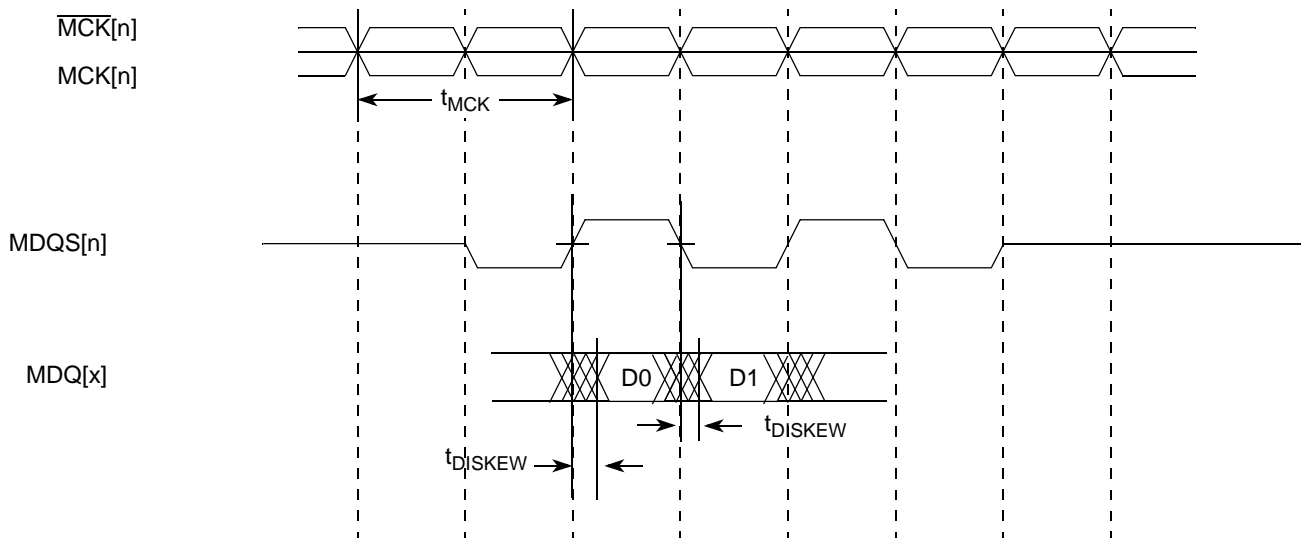 MCK[n]
MCK[n]
tMCK
MDQS[n]
MDQ[x]
D0
D1
tDISKEW
tDISKEW